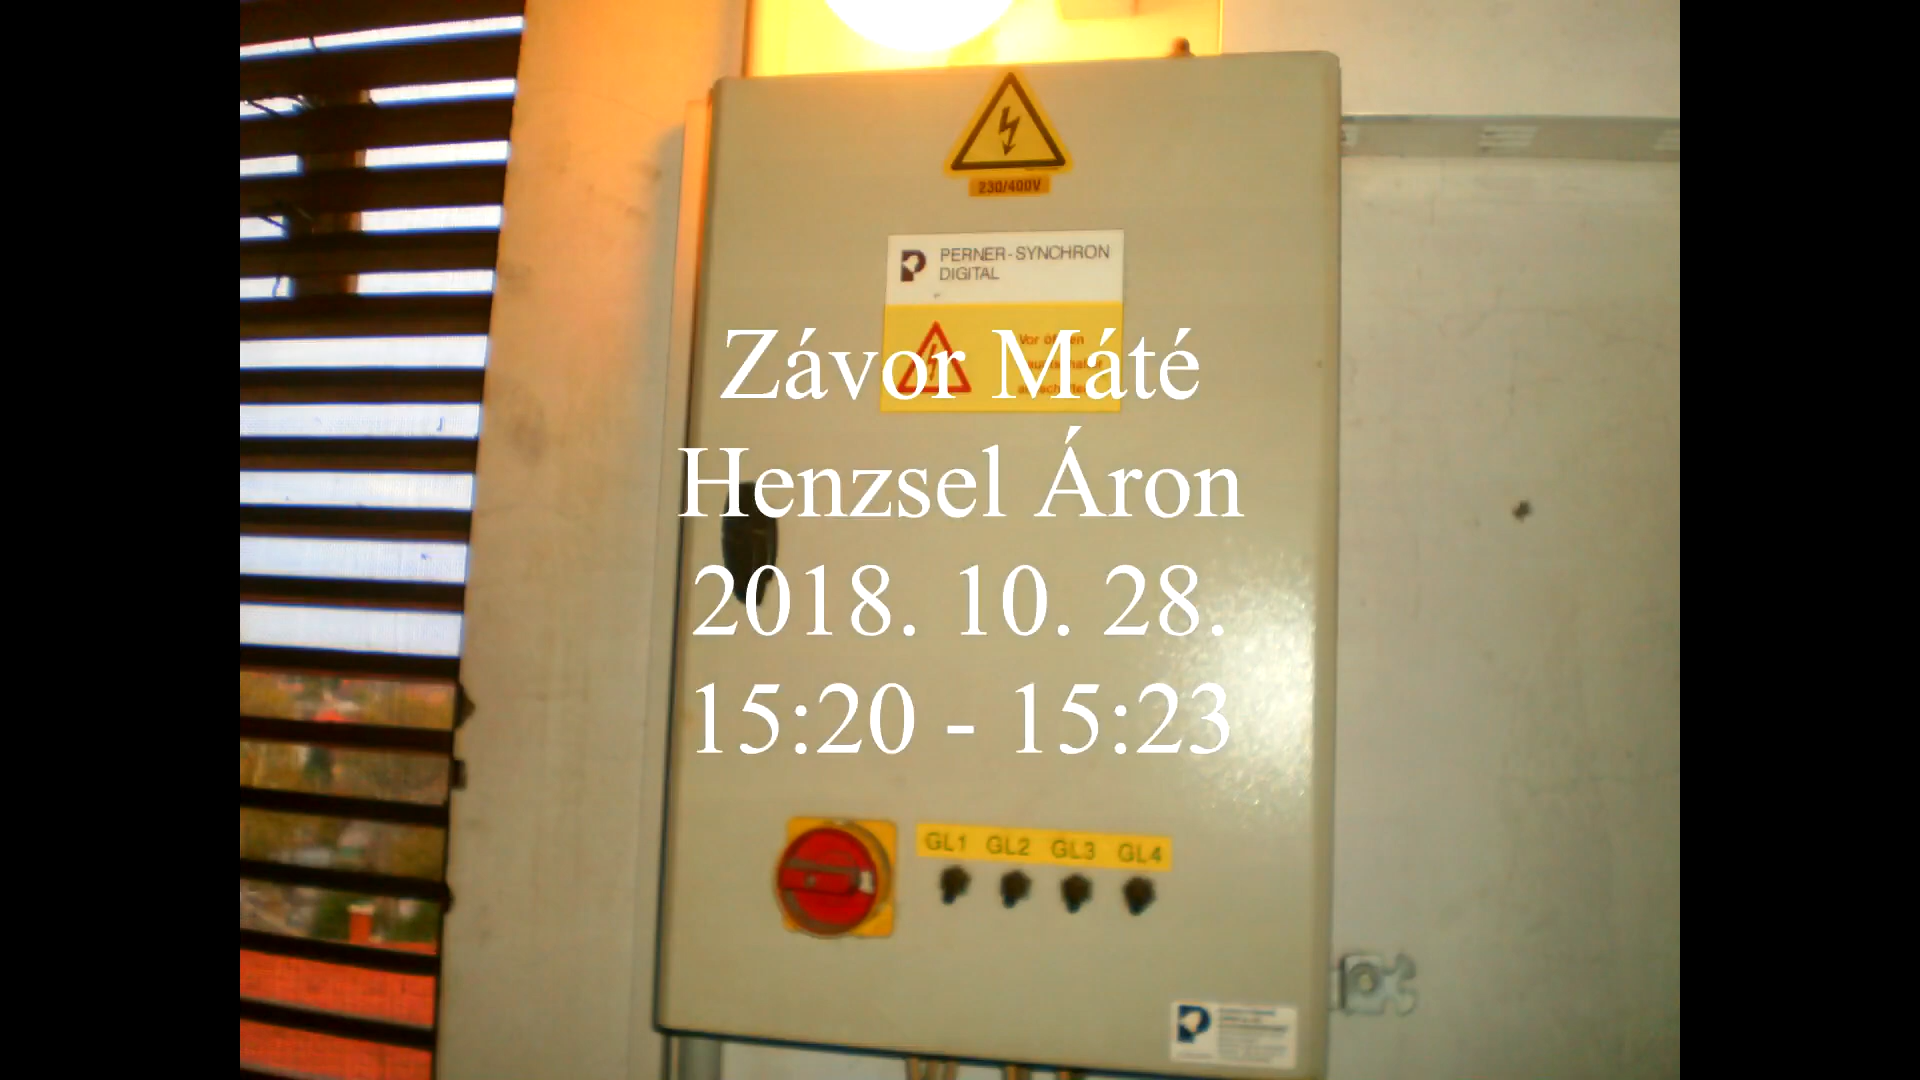 230/400V
PERNER-SYNCHRON
DIGITAL
Závor Máté
Henzsel Áron
2018. 10. 28.
15:20 - 15:23
GL1 GL2 GL3 GL4